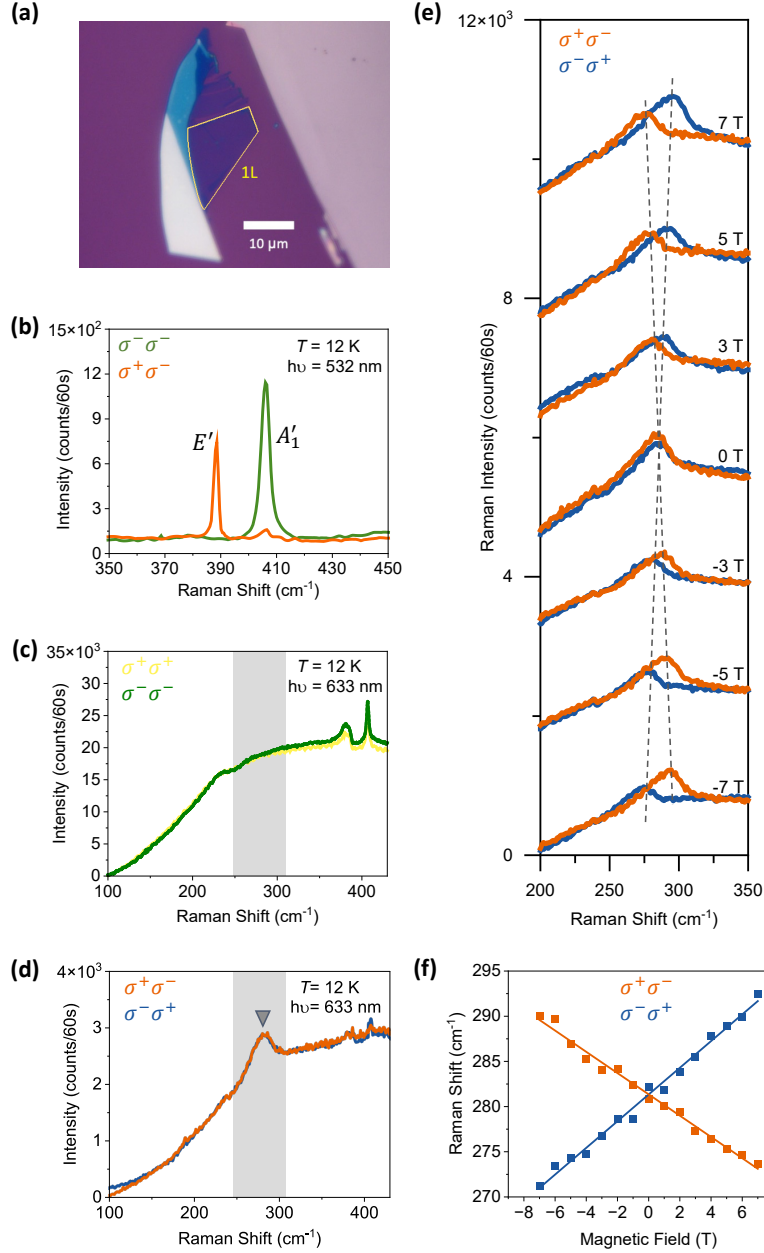 (a)
1L
10 µm
(b)
σ⁻σ⁻
σ⁺σ⁻
T = 12 K
hυ = 532 nm
E′
A′₁
15×10²
12
9
6
3
0
350
390
420
450
Intensity (counts/60s)
Raman Shift (cm⁻¹)
(c)
σ⁺σ⁺
σ⁻σ⁻
T = 12 K
hυ = 633 nm
35×10³
30
25
20
15
10
5
0
100
200
300
400
Intensity (counts/60s)
Raman Shift (cm⁻¹)
(d)
σ⁺σ⁻
σ⁻σ⁺
T= 12 K
hυ= 633 nm
4×10³
3
2
1
0
100
200
300
400
Intensity (counts/60s)
Raman Shift (cm⁻¹)
(e)
σ⁺σ⁻
σ⁻σ⁺
12×10³
8
4
0
7 T
5 T
3 T
0 T
-3 T
-5 T
-7 T
200
250
300
350
Raman Intensity (counts/60s)
Raman Shift (cm⁻¹)
(f)
σ⁺σ⁻
σ⁻σ⁺
295
290
285
280
275
270
−8
−6
−4
−2
0
2
4
6
Raman Shift (cm⁻¹)
Magnetic Field (T)